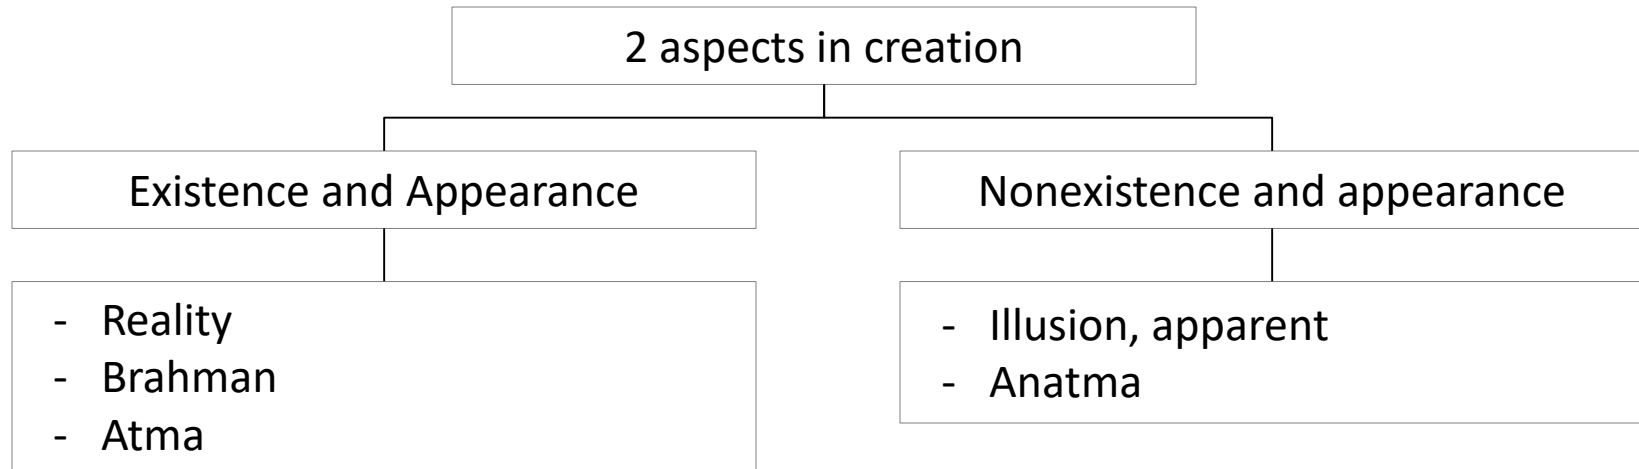 2 aspects in creation
Existence and Appearance
Nonexistence and appearance
- Reality
- Brahman
- Atma
- Illusion, apparent
- Anatma